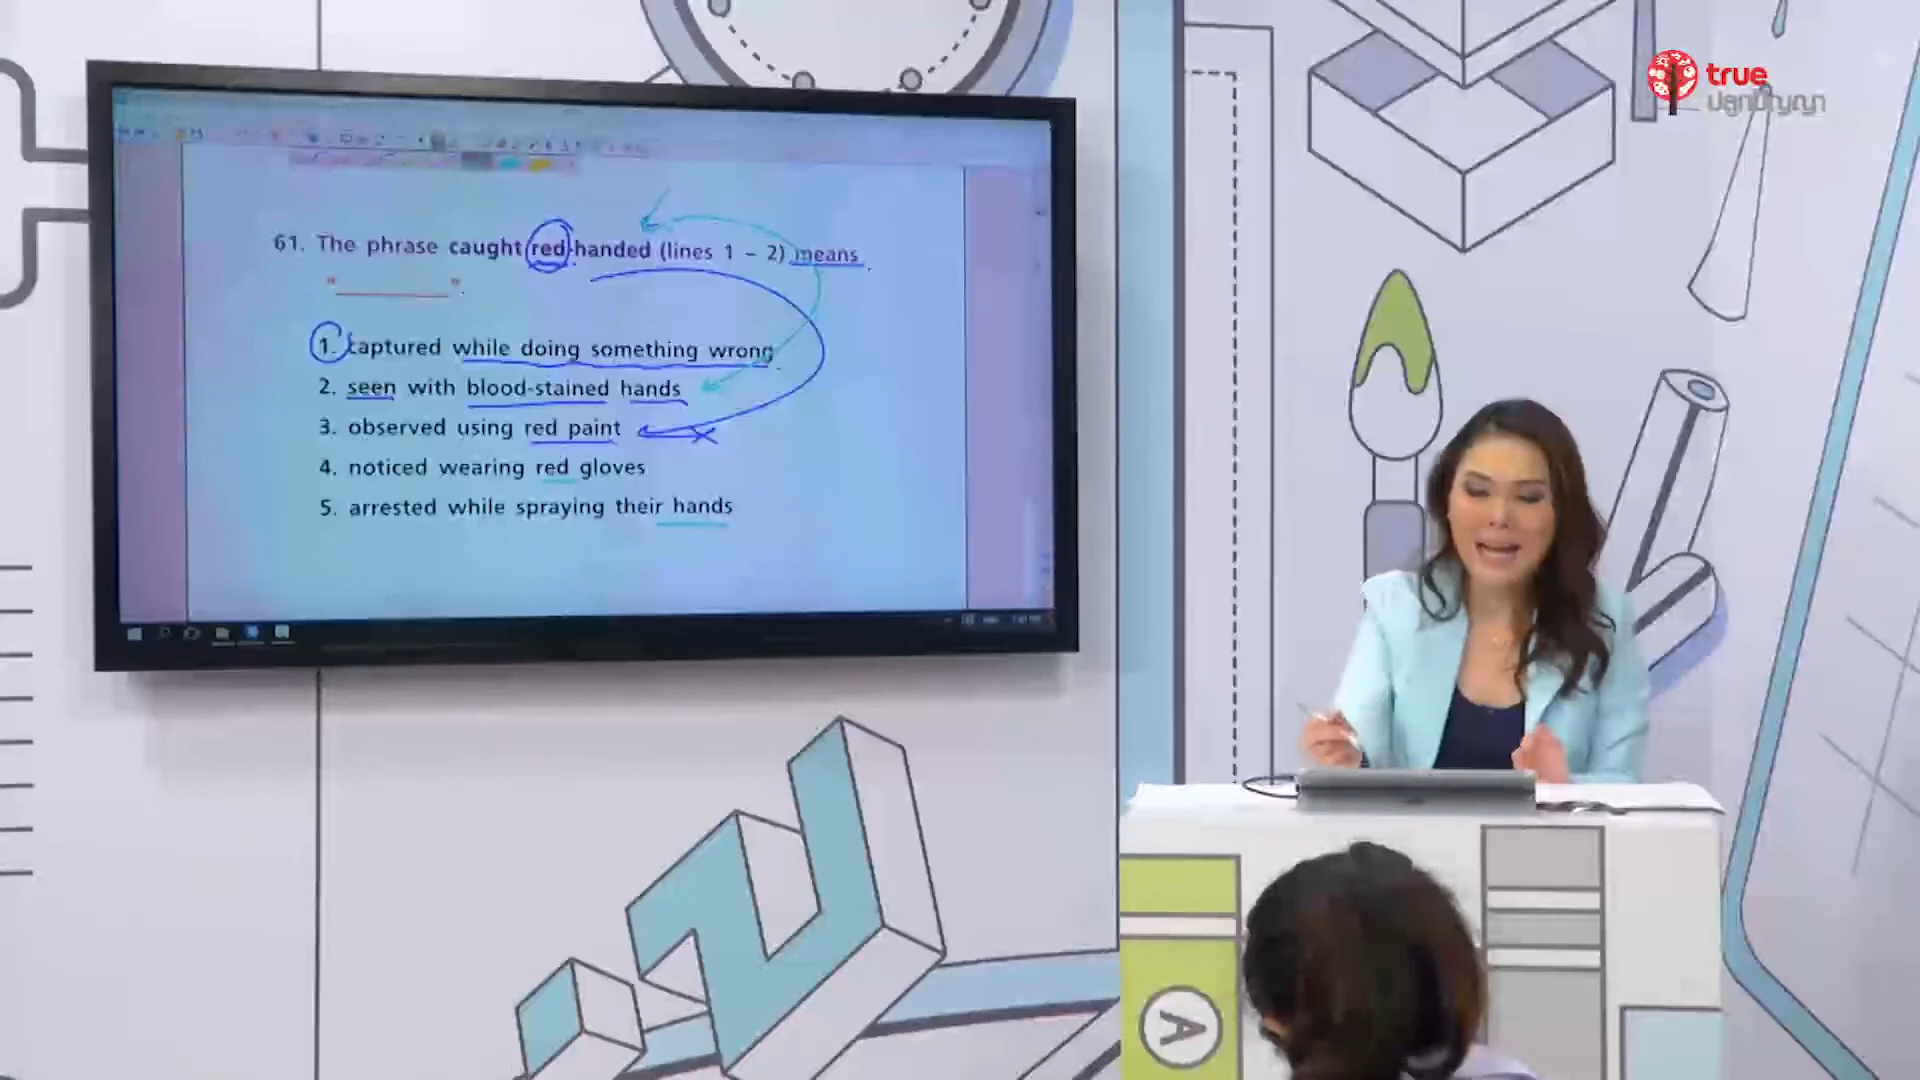 true
ปลูกปัญญา
61. The phrase caught red-handed (lines 1 – 2) means
"________".
1. captured while doing something wrong
2. seen with blood-stained hands
3. observed using red paint
4. noticed wearing red gloves
5. arrested while spraying their hands
A